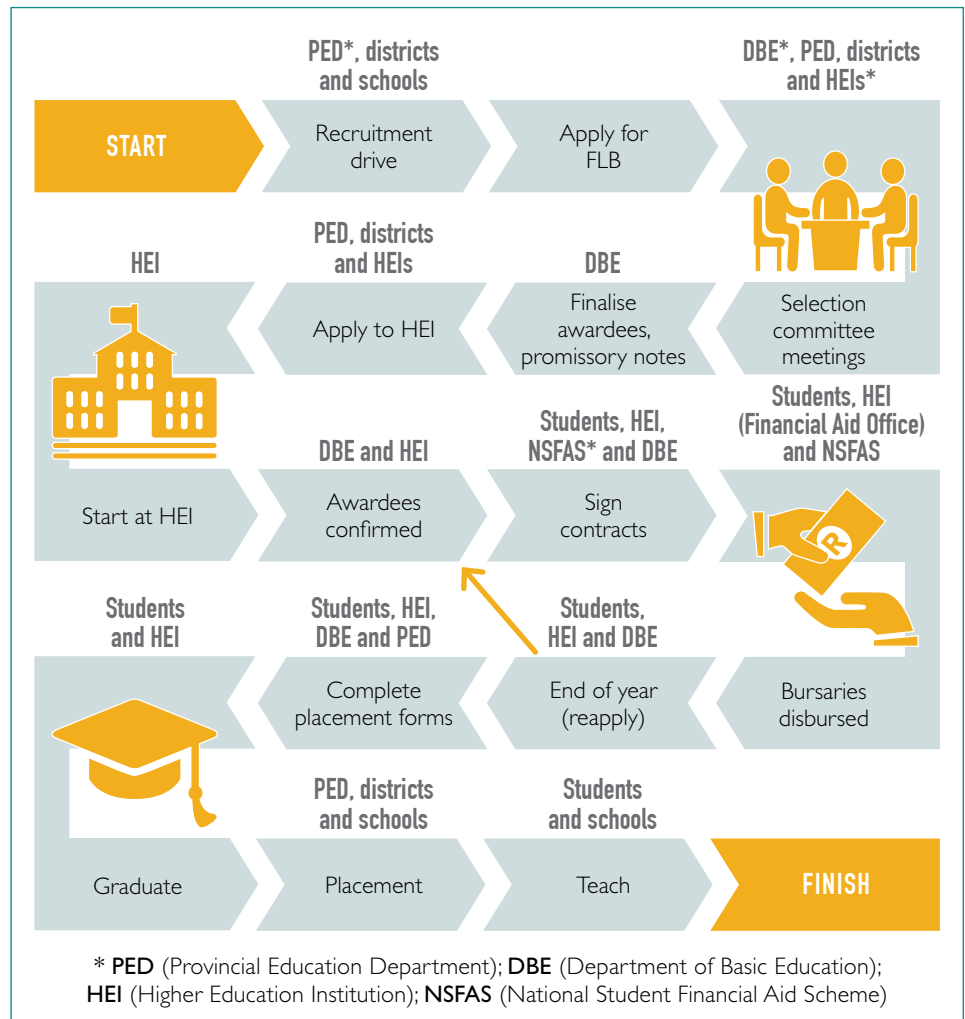 PED*, districts
and schools
DBE*, PED, districts
and HEIs*
START
Recruitment
drive
Apply for
FLB
HEI
PED, districts
and HEIs
DBE
Apply to HEI
Finalise
awardees,
promissory notes
Selection
committee
meetings
DBE and HEI
Students, HEI,
NSFAS* and DBE
Students, HEI
(Financial Aid Office)
and NSFAS
Start at HEI
Awardees
confirmed
Sign
contracts
R
Students
and HEI
Students, HEI,
DBE and PED
Students,
HEI and DBE
Complete
placement forms
End of year
(reapply)
Bursaries
disbursed
PED, districts
and schools
Students
and schools
Graduate
Placement
Teach
FINISH
* PED (Provincial Education Department); DBE (Department of Basic Education);
HEI (Higher Education Institution); NSFAS (National Student Financial Aid Scheme)